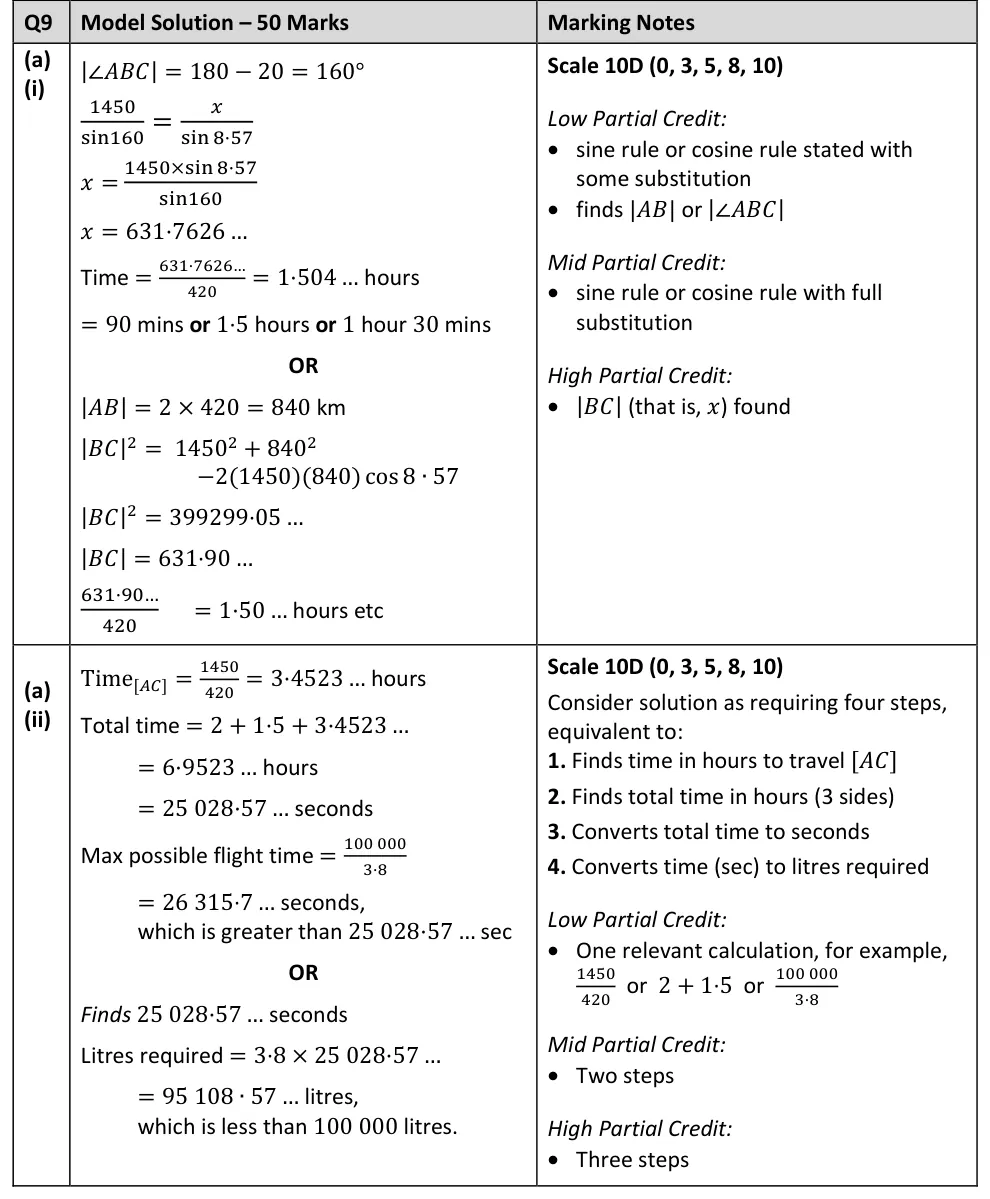 Q9 Model Solution – 50 Marks Marking Notes
(a)
(i)
|∠ABC| = 180 − 20 = 160°
1450/sin160 = x/sin 8·57
x = 1450×sin 8·57/sin160
x = 631·7626 ...
Time = 631·7626.../420 = 1·504 ... hours
= 90 mins or 1·5 hours or 1 hour 30 mins
OR
|AB| = 2 × 420 = 840 km
|BC|² = 1450² + 840²
−2(1450)(840) cos 8 · 57
|BC|² = 399299·05 ...
|BC| = 631·90 ...
631·90.../420 = 1·50 ... hours etc
Scale 10D (0, 3, 5, 8, 10)
Low Partial Credit:
• sine rule or cosine rule stated with
some substitution
• finds |AB| or |∠ABC|
Mid Partial Credit:
• sine rule or cosine rule with full
substitution
High Partial Credit:
• |BC| (that is, x) found
(a)
(ii)
Time[AC] = 1450/420 = 3·4523 ... hours
Total time = 2 + 1·5 + 3·4523 ...
= 6·9523 ... hours
= 25 028·57 ... seconds
Max possible flight time = 100 000/3·8
= 26 315·7 ... seconds,
which is greater than 25 028·57 ... sec
OR
Finds 25 028·57 ... seconds
Litres required = 3·8 × 25 028·57 ...
= 95 108 · 57 ... litres,
which is less than 100 000 litres.
Scale 10D (0, 3, 5, 8, 10)
Consider solution as requiring four steps,
equivalent to:
1. Finds time in hours to travel [AC]
2. Finds total time in hours (3 sides)
3. Converts total time to seconds
4. Converts time (sec) to litres required
Low Partial Credit:
• One relevant calculation, for example,
1450/420 or 2 + 1·5 or 100 000/3·8
Mid Partial Credit:
• Two steps
High Partial Credit:
• Three steps